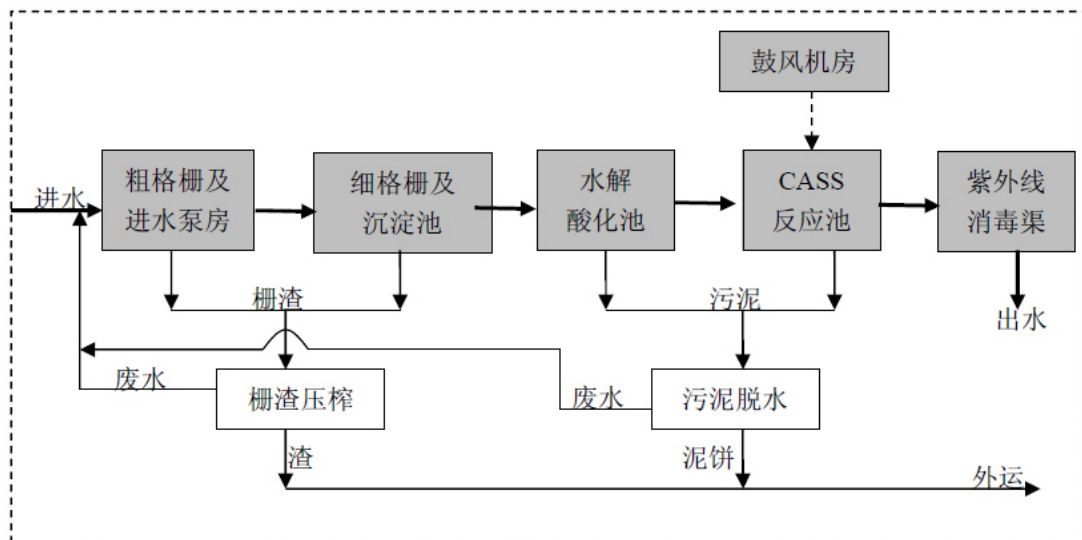 鼓风机房
进水
粗格栅及
进水泵房
细格栅及
沉淀池
水解
酸化池
CASS
反应池
紫外线
消毒渠
栅渣
污泥
出水
废水
栅渣压榨
废水
污泥脱水
渣
泥饼
外运